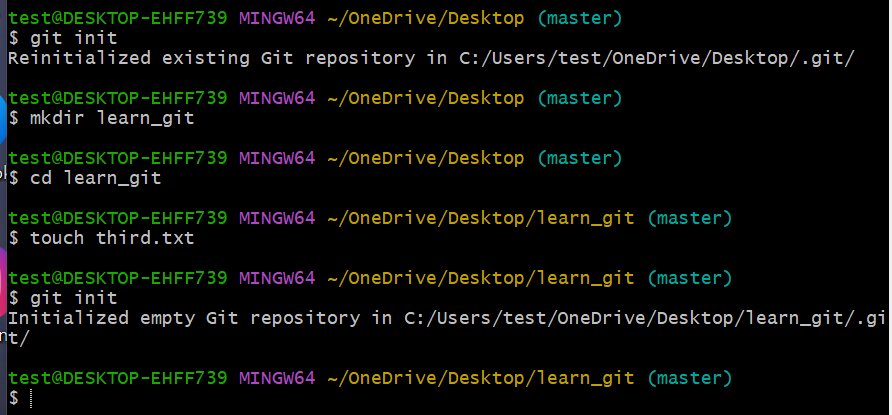 test@DESKTOP-EHFF739 MINGW64 ~/OneDrive/Desktop (master)
$ git init
Reinitialized existing Git repository in C:/Users/test/OneDrive/Desktop/.git/
test@DESKTOP-EHFF739 MINGW64 ~/OneDrive/Desktop (master)
$ mkdir learn_git
test@DESKTOP-EHFF739 MINGW64 ~/OneDrive/Desktop (master)
$ cd learn_git
test@DESKTOP-EHFF739 MINGW64 ~/OneDrive/Desktop/learn_git (master)
$ touch third.txt
test@DESKTOP-EHFF739 MINGW64 ~/OneDrive/Desktop/learn_git (master)
$ git init
Initialized empty Git repository in C:/Users/test/OneDrive/Desktop/learn_git/.gi
t/
test@DESKTOP-EHFF739 MINGW64 ~/OneDrive/Desktop/learn_git (master)
$